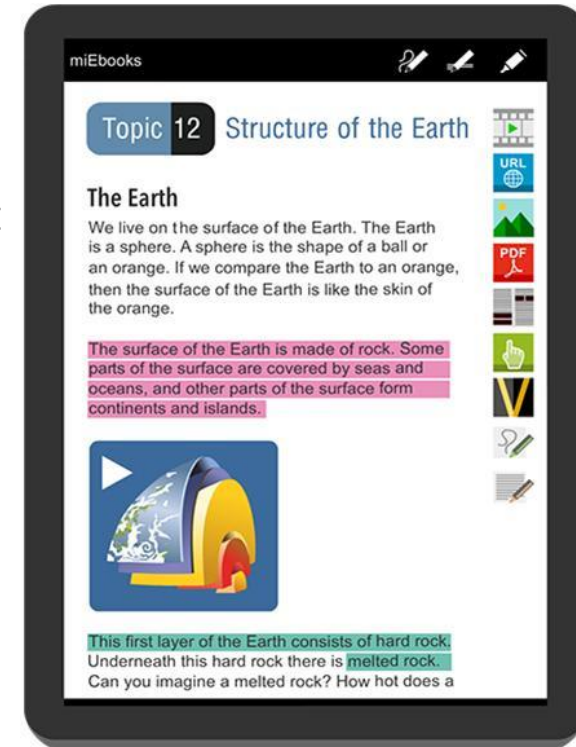 miEbooks
Topic 12 Structure of the Earth
URL
PDF
The Earth
We live on the surface of the Earth. The Earth
is a sphere. A sphere is the shape of a ball or
an orange. If we compare the Earth to an orange,
then the surface of the Earth is like the skin of
the orange.
The surface of the Earth is made of rock. Some
parts of the surface are covered by seas and
oceans, and other parts of the surface form
continents and islands.
This first layer of the Earth consists of hard rock.
Underneath this hard rock there is melted rock.
Can you imagine a melted rock? How hot does a